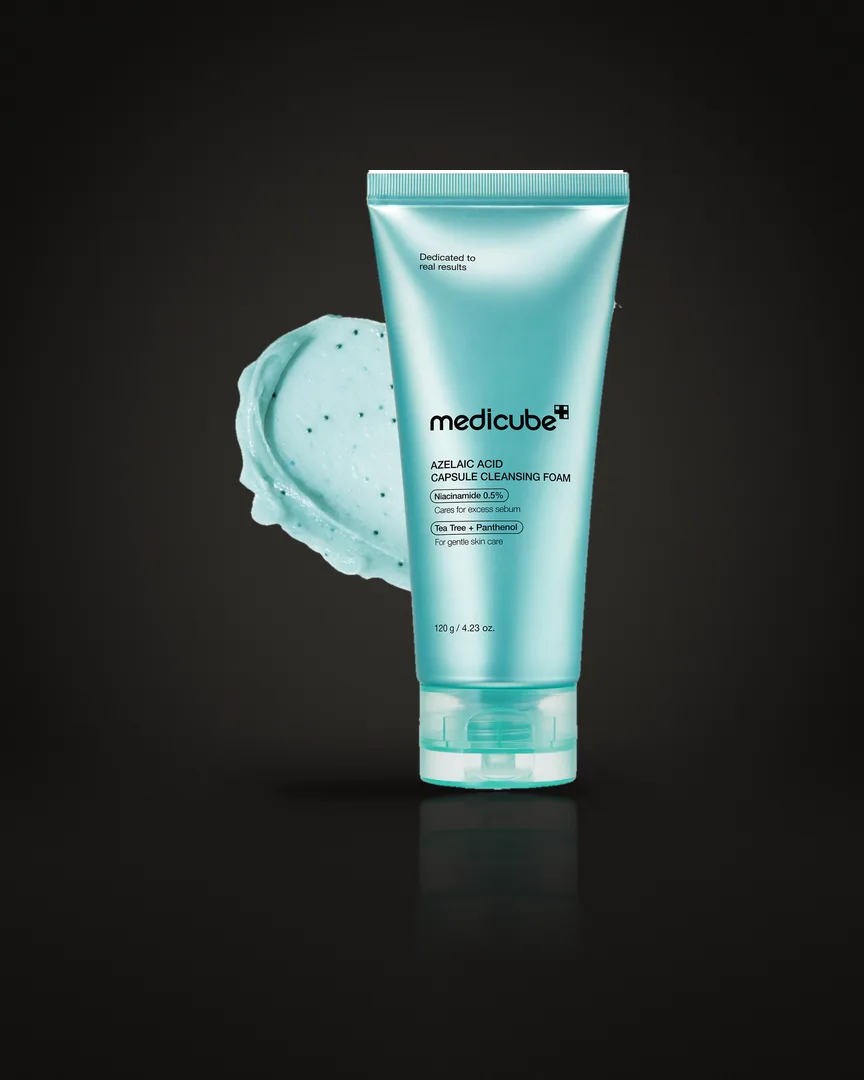 Dedicated to
real results
medicube
AZELAIC ACID
CAPSULE CLEANSING FOAM
Niacinamide 0.5%
Cares for excess sebum
Tea Tree + Panthenol
For gentle skin care
120 g / 4.23 oz.